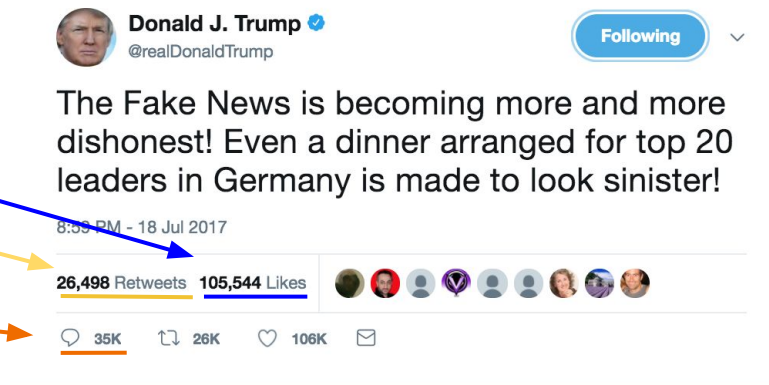 Donald J. Trump
@realDonaldTrump
Following
The Fake News is becoming more and more
dishonest! Even a dinner arranged for top 20
leaders in Germany is made to look sinister!
8:59 PM - 18 Jul 2017
26,498 Retweets 105,544 Likes
35K 26K 106K